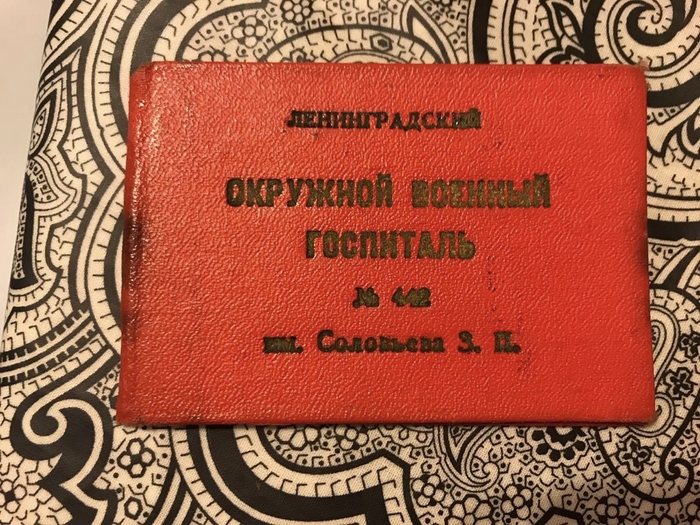 ЛЕНИНГРАДСКИЙ
ОКРУЖНОЙ ВОЕННЫЙ
ГОСПИТАЛЬ
№ 442
им. Соловьева З. П.